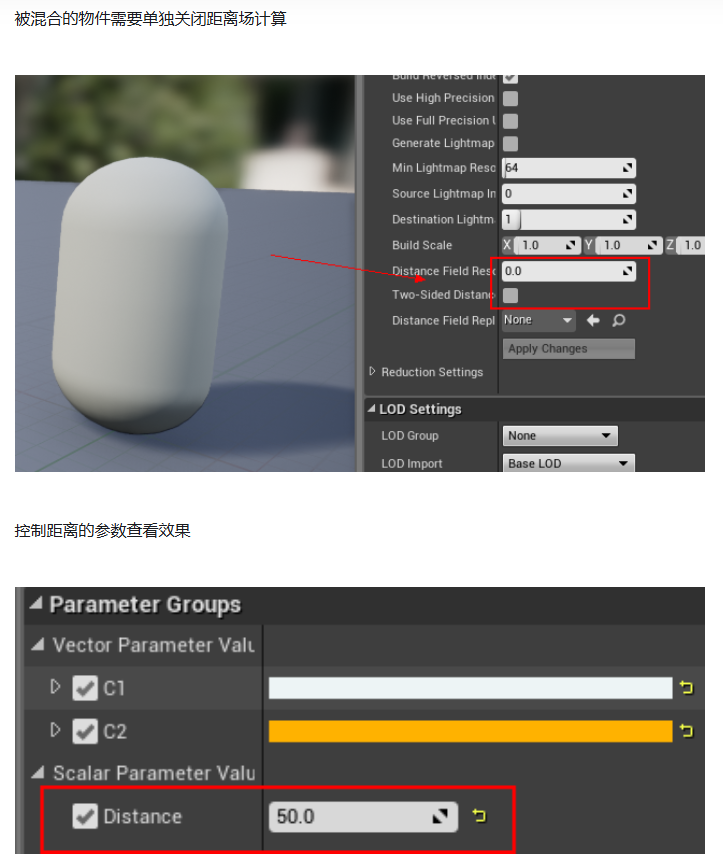 被混合的物件需要单独关闭距离场计算
Build Reversed Inde
Use High Precision
Use Full Precision U
Generate Lightmap
Min Lightmap Reso 64
Source Lightmap In 0
Destination Lightm 1
Build Scale X 1.0 Y 1.0 Z 1.0
Distance Field Reso 0.0
Two-Sided Distance
Distance Field Repl None
Apply Changes
Reduction Settings
LOD Settings
LOD Group None
LOD Import Base LOD
控制距离的参数查看效果
Parameter Groups
Vector Parameter Valu
C1
C2
Scalar Parameter Valu
Distance 50.0